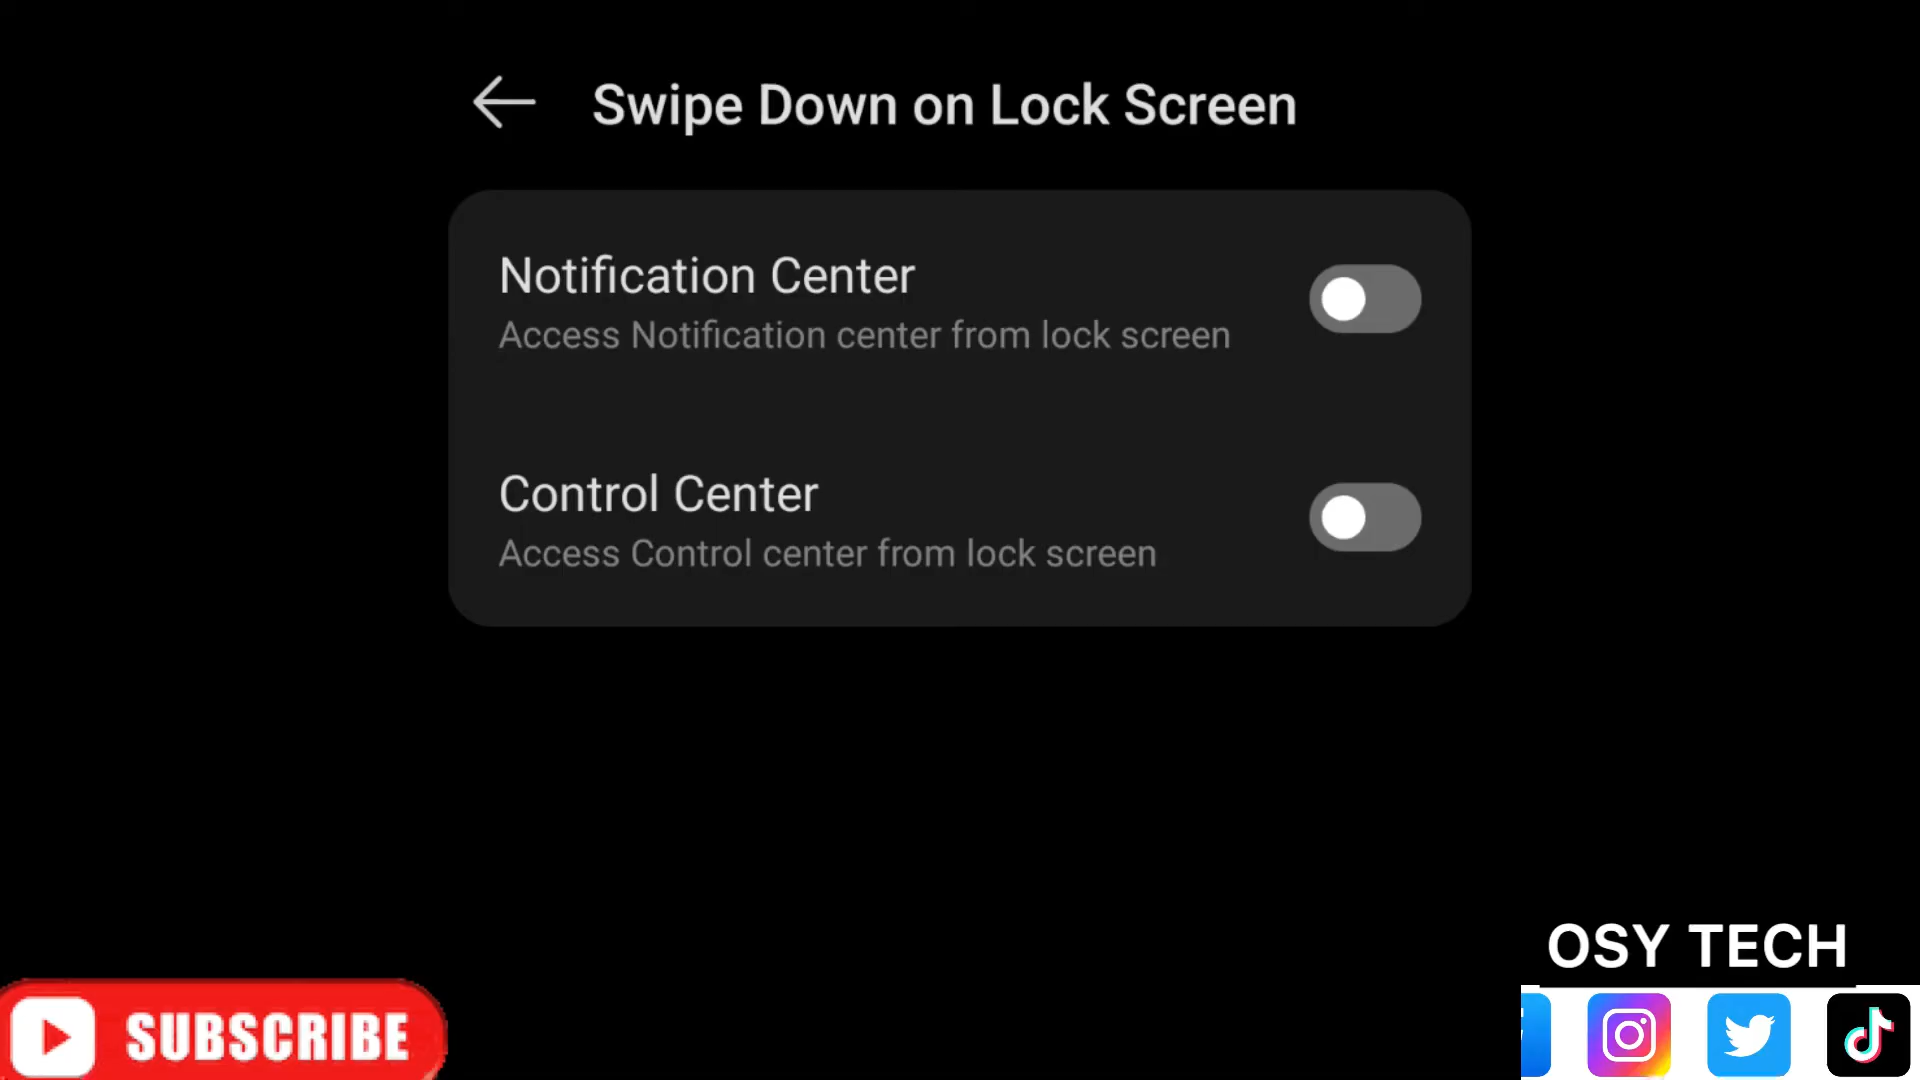 Swipe Down on Lock Screen
Notification Center
Access Notification center from lock screen
Control Center
Access Control center from lock screen
OSY TECH
SUBSCRIBE